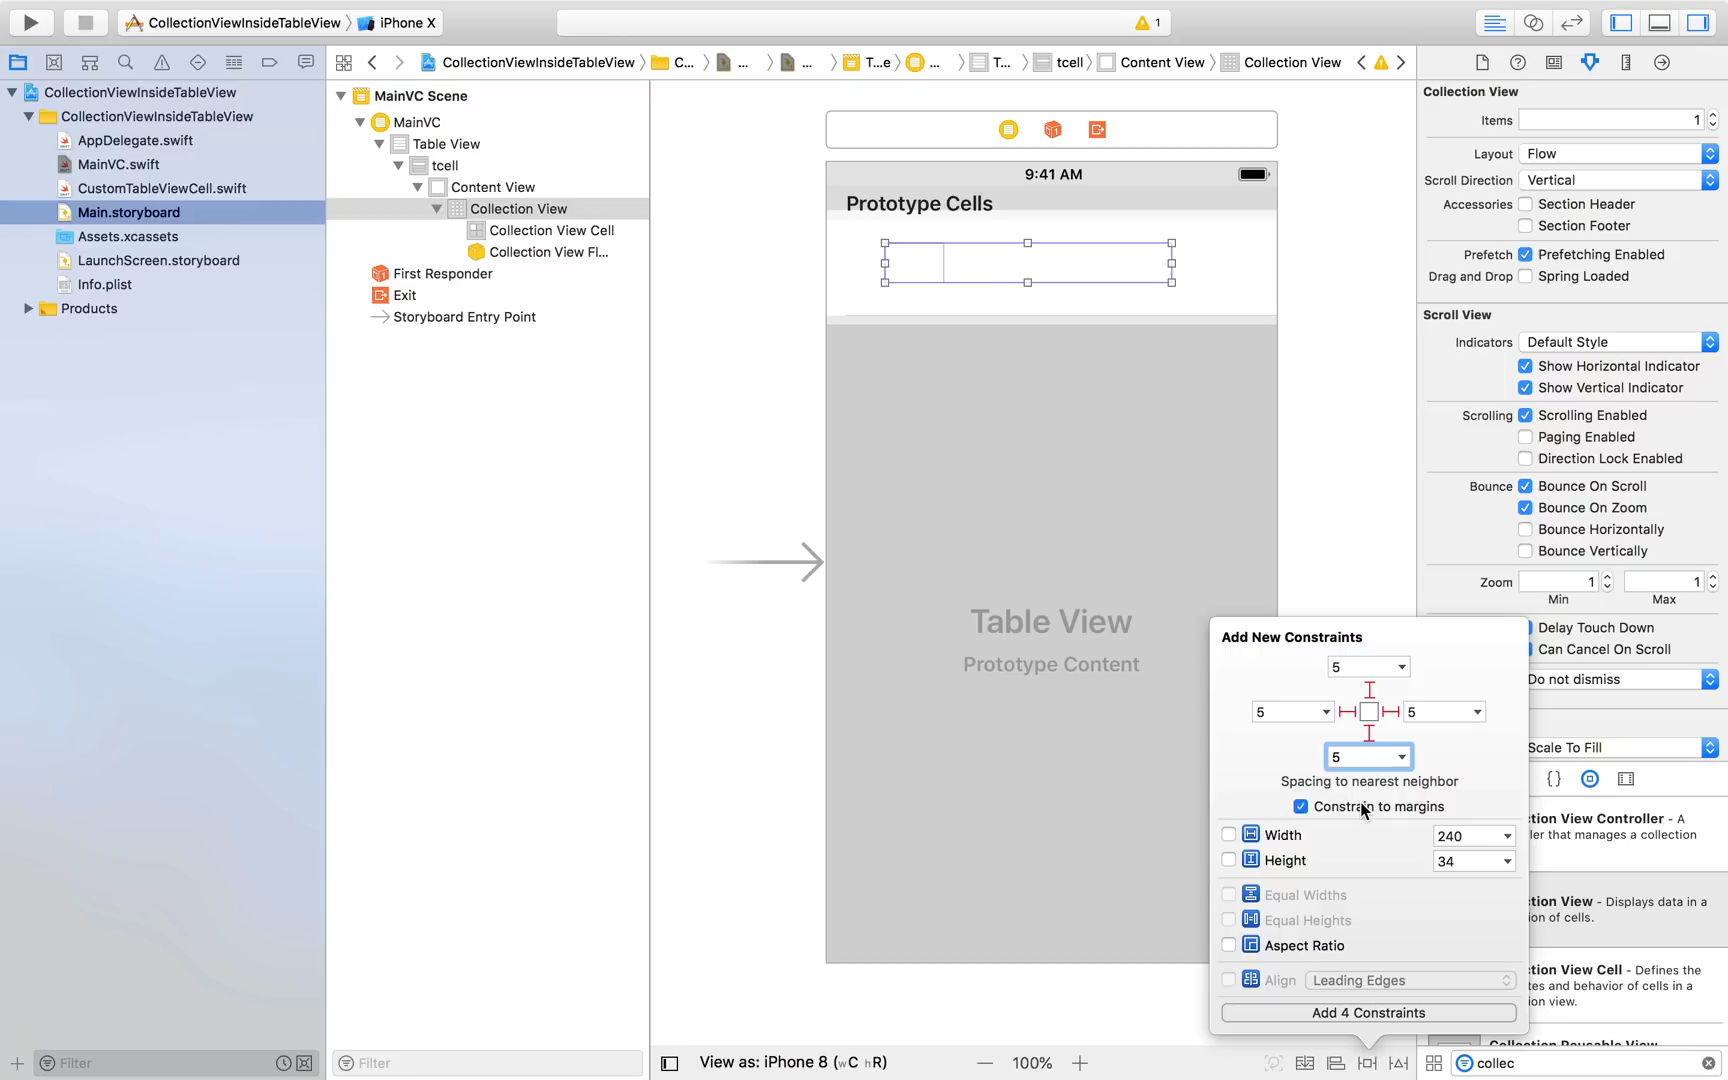 CollectionViewInsideTableView
iPhone X
1
CollectionViewInsideTableView
C...
...
...
T...e
...
T...
tcell
Content View
Collection View
CollectionViewInsideTableView
CollectionViewInsideTableView
AppDelegate.swift
MainVC.swift
CustomTableViewCell.swift
Main.storyboard
Assets.xcassets
LaunchScreen.storyboard
Info.plist
Products
Filter
MainVC Scene
MainVC
Table View
tcell
Content View
Collection View
Collection View Cell
Collection View Fl...
First Responder
Exit
Storyboard Entry Point
Filter
9:41 AM
Prototype Cells
Table View
Prototype Content
View as: iPhone 8 (wC hR)
100%
Add New Constraints
5
5
5
5
Spacing to nearest neighbor
Constrain to margins
Width
240
Height
34
Equal Widths
Equal Heights
Aspect Ratio
Align
Leading Edges
Add 4 Constraints
Collection View
Items
1
Layout
Flow
Scroll Direction
Vertical
Accessories
Section Header
Section Footer
Prefetch
Prefetching Enabled
Drag and Drop
Spring Loaded
Scroll View
Indicators
Default Style
Show Horizontal Indicator
Show Vertical Indicator
Scrolling
Scrolling Enabled
Paging Enabled
Direction Lock Enabled
Bounce
Bounce On Scroll
Bounce On Zoom
Bounce Horizontally
Bounce Vertically
Zoom
1
1
Min
Max
Delay Touch Down
Can Cancel On Scroll
Do not dismiss
Scale To Fill
{}
tion View Controller - A
ler that manages a collection
tion View - Displays data in a
ion of cells.
tion View Cell - Defines the
tes and behavior of cells in a
ion view.
Collection Reusable View
collec